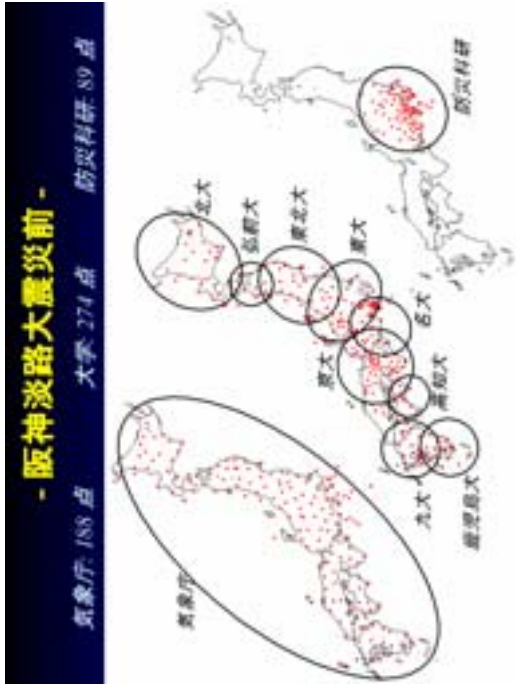 - 阪神淡路大震災前 -
気象庁: 188 点 大学: 274 点 防災科研: 89 点
気象庁
北大
弘前大
東北大
東大
名大
京大
高知大
九大
鹿児島大
防災科研